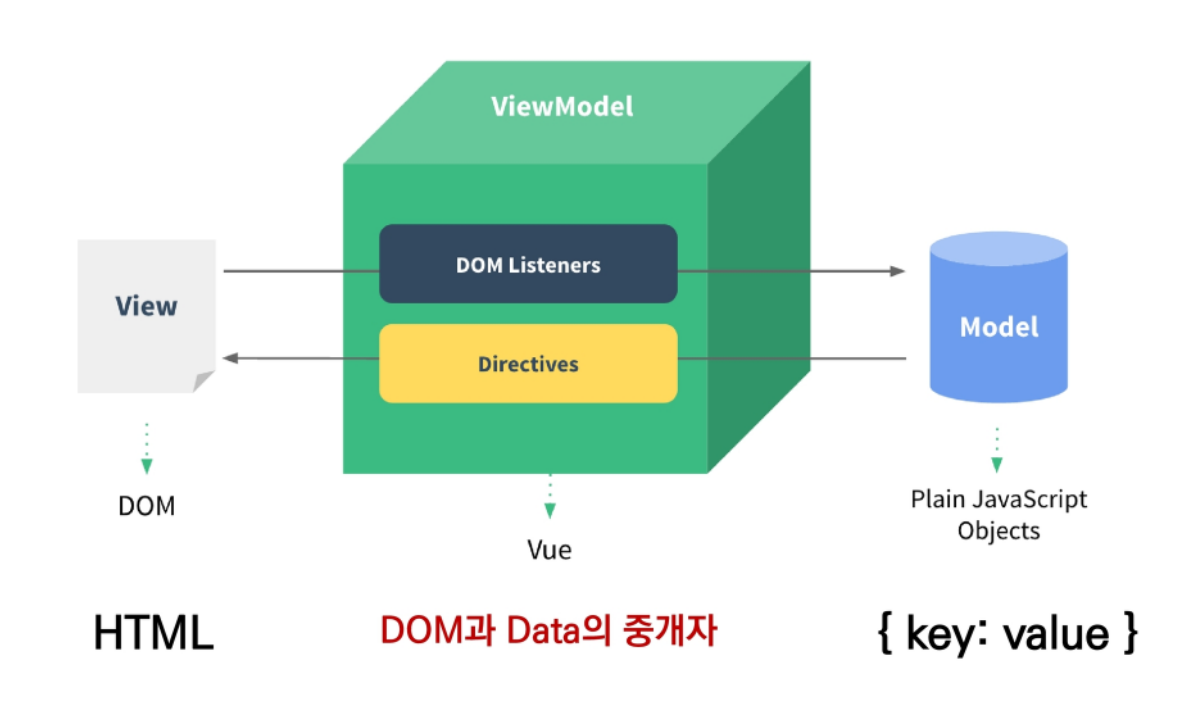 ViewModel
DOM Listeners
View
Model
Directives
DOM
Plain JavaScript
Objects
Vue
HTML
DOM과 Data의 중개자
{ key: value }